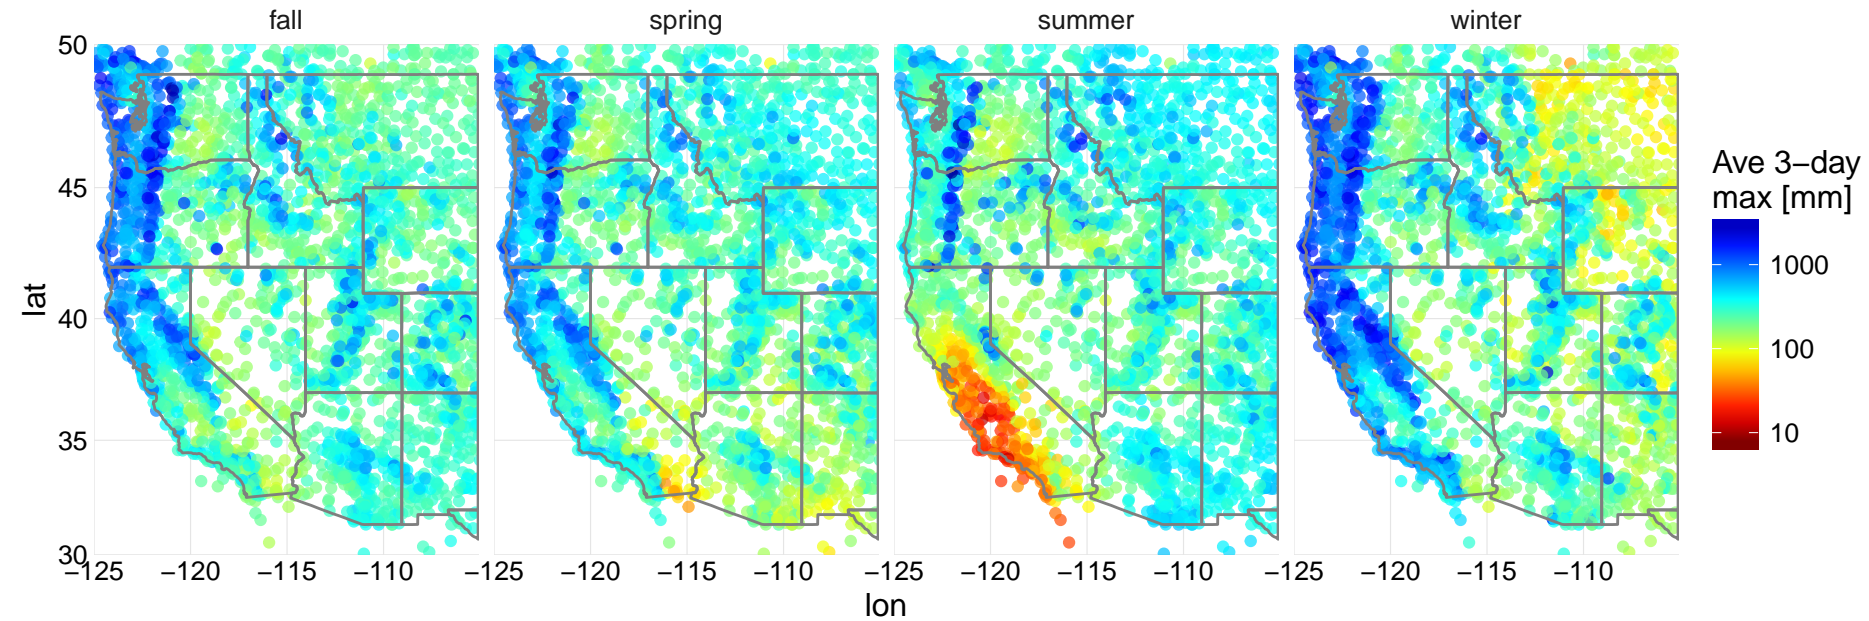 fall spring summer winter
50
45
40
35
30
lat
−125 −120 −115 −110 −125 −120 −115 −110 −125 −120 −115 −110 −125 −120 −115 −110
lon
Ave 3−day
max [mm]
1000
100
10